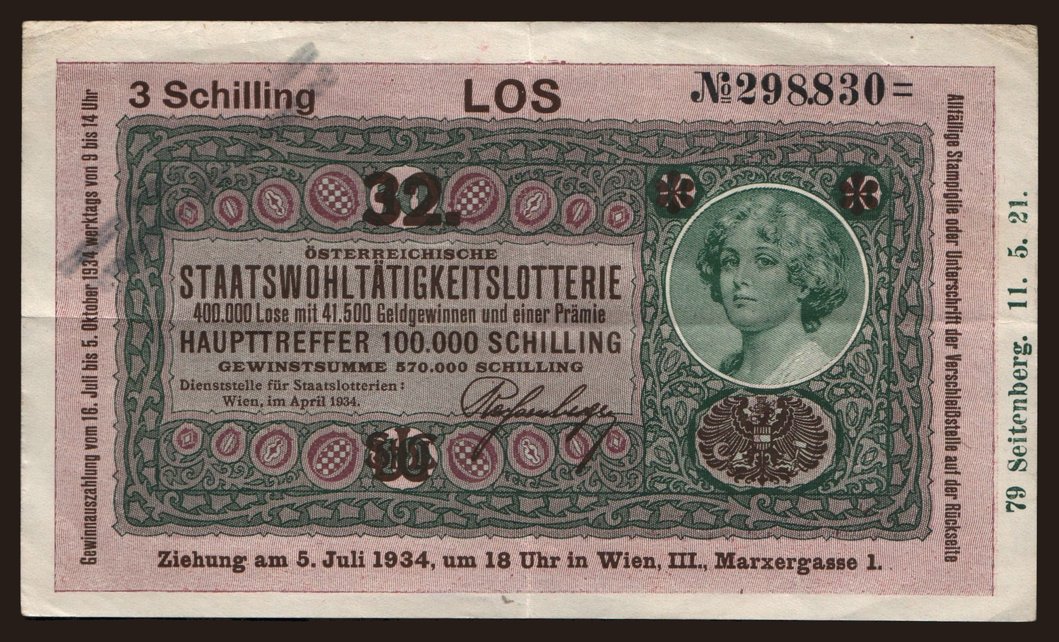 3 Schilling
LOS
№ 298.830=
32.
ÖSTERREICHISCHE
STAATSWOHLTÄTIGKEITSLOTTERIE
400.000 Lose mit 41.500 Geldgewinnen und einer Prämie
HAUPTTREFFER 100.000 SCHILLING
GEWINSTSUMME 570.000 SCHILLING
Dienststelle für Staatslotterien:
Wien, im April 1934.
Ziehung am 5. Juli 1934, um 18 Uhr in Wien, III., Marxergasse 1.
Gewinnauszahlung vom 16. Juli bis 5. Oktober 1934 werktags von 9 bis 14 Uhr
Allfällige Stampiglie oder Unterschrift der Verschleißstelle auf der Rückseite
79 Seitenberg. 11. 5. 21.